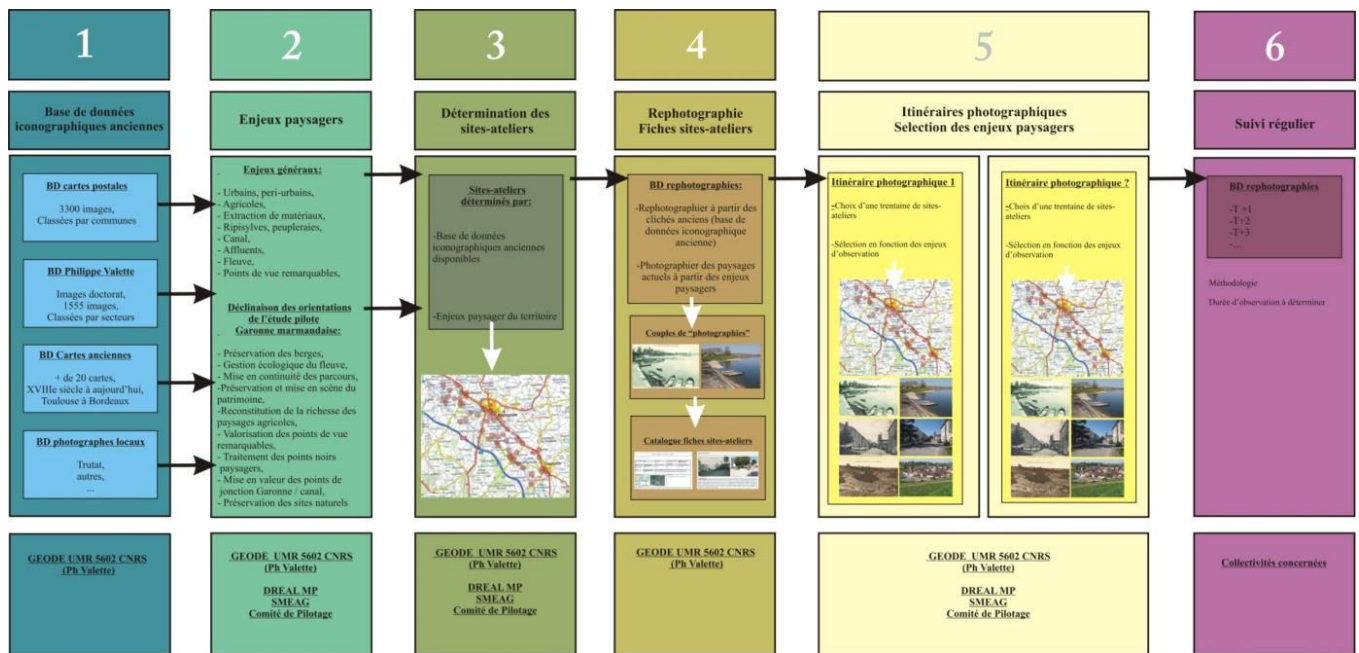 1
Base de données
iconographiques anciennes
BD cartes postales
3300 images,
Classées par communes
BD Philippe Valette
Images doctorat,
1555 images,
Classées par secteurs
BD Cartes anciennes
+ de 20 cartes,
XVIIIe siècle à aujourd'hui,
Toulouse à Bordeaux
BD photographes locaux
Trutat,
autres,
...
GEODE UMR 5602 CNRS
(Ph Valette)
2
Enjeux paysagers
Enjeux généraux:
- Urbains, peri-urbains,
- Agricoles,
- Extraction de matériaux,
- Ripisylves, peupleraies,
- Canal,
- Affluents,
- Fleuve,
- Points de vue remarquables,
Déclinaison des orientations
de l'étude pilote
Garonne marmandaise:
- Préservation des berges,
- Gestion écologique du fleuve,
- Mise en continuité des parcours,
-Préservation et mise en scène du
patrimoine,
-Reconstitution de la richesse des
paysages agricoles,
- Valorisation des points de vue
remarquables,
- Traitement des points noirs
paysagers,
- Mise en valeur des points de
jonction Garonne / canal,
- Préservation des sites naturels
GEODE UMR 5602 CNRS
(Ph Valette)
DREAL MP
SMEAG
Comité de Pilotage
3
Détermination des
sites-ateliers
Sites-ateliers
déterminés par:
-Base de données
iconographiques anciennes
disponibles
-Enjeux paysager du territoire
GEODE UMR 5602 CNRS
(Ph Valette)
DREAL MP
SMEAG
Comité de Pilotage
4
Rephotographie
Fiches sites-ateliers
BD rephotographies:
-Rephotographier à partir des
clichés anciens (base de
données iconographique
ancienne)
-Photographier des paysages
actuels à partir des enjeux
paysagers
Couples de "photographies"
Catalogue fiches sites-ateliers
GEODE UMR 5602 CNRS
(Ph Valette)
5
Itinéraires photographiques
Selection des enjeux paysagers
Itinéraire photographique 1
-Choix d'une trentaine de sites-
ateliers
-Sélection en fonction des enjeux
d'observation
Itinéraire photographique ?
-Choix d'une trentaine de sites-
ateliers
-Sélection en fonction des enjeux
d'observation
GEODE UMR 5602 CNRS
(Ph Valette)
DREAL MP
SMEAG
Comité de Pilotage
6
Suivi régulier
BD rephotographies
-T+1
-T+2
-T+3
-...
Méthodologie
Durée d'observation à déterminer
Collectivités concernées